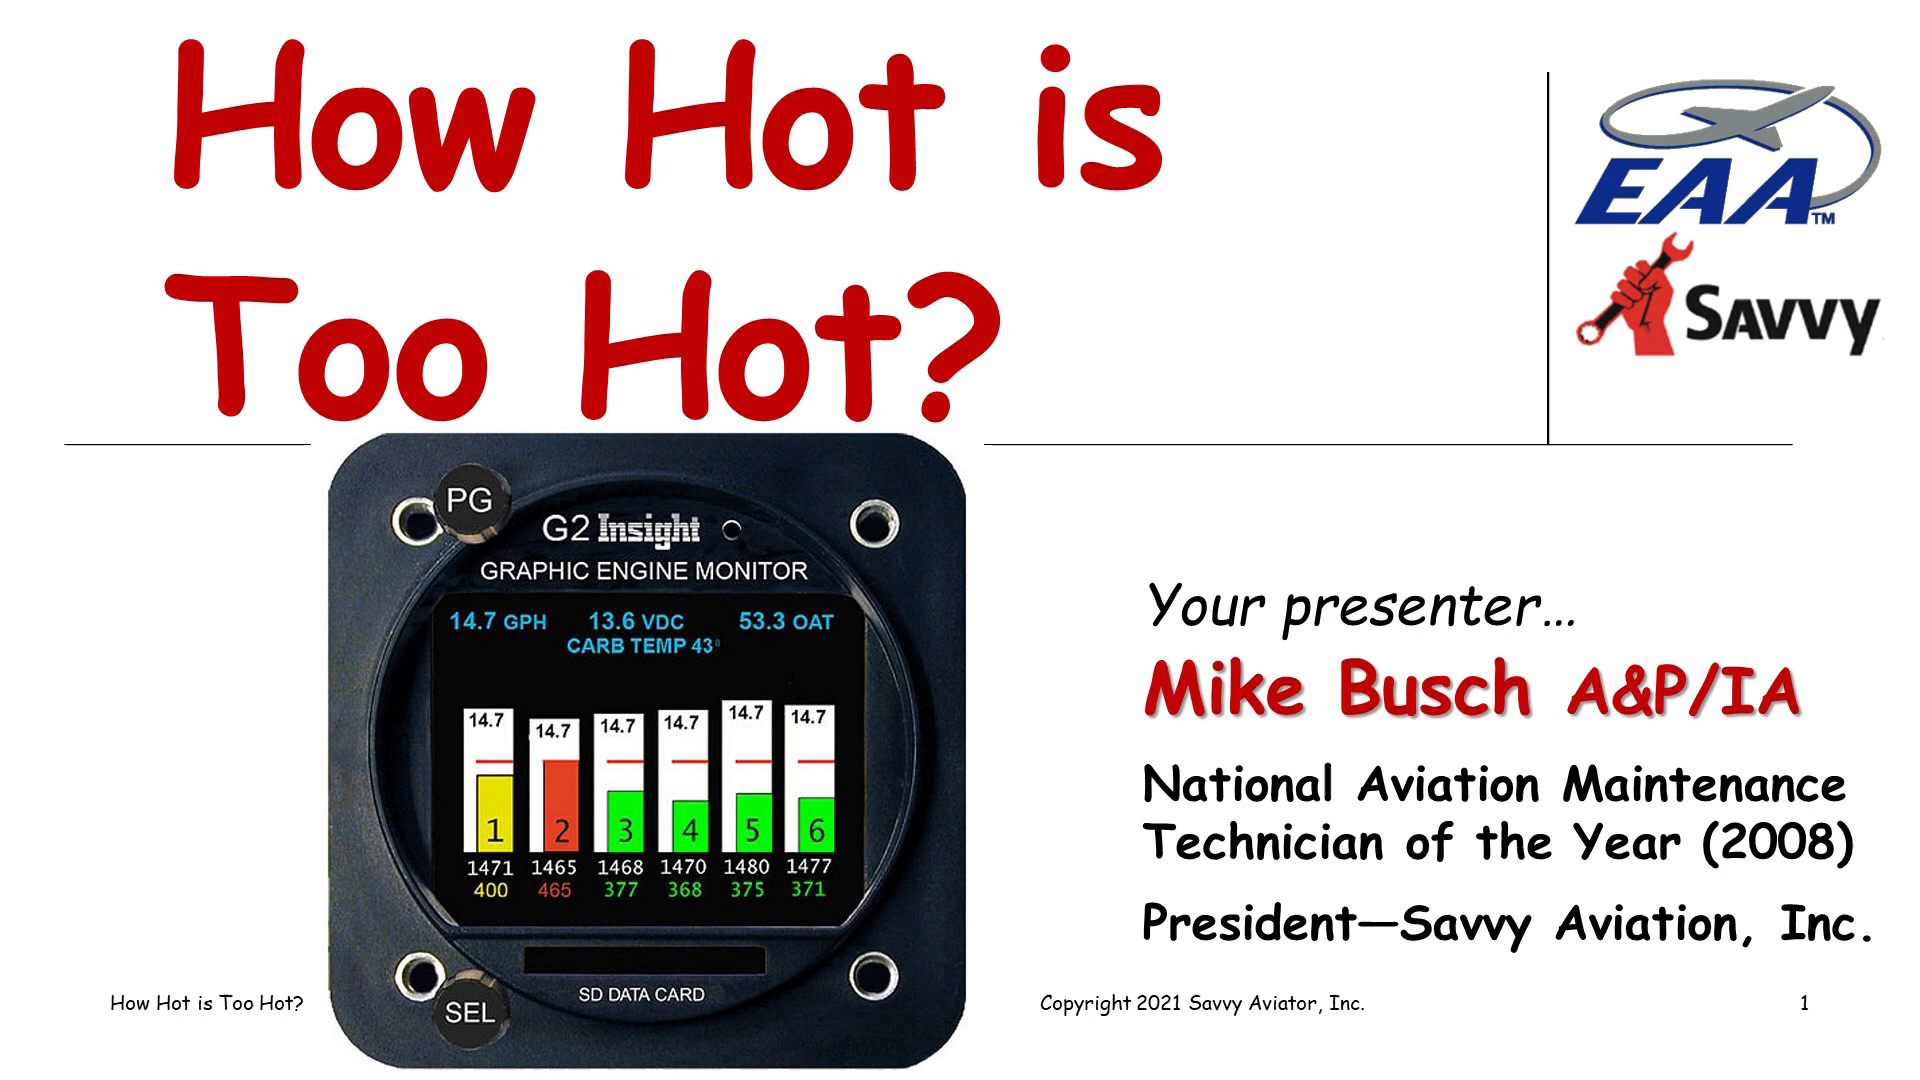 How Hot is
Too Hot?
EAA™
SAVVY
PG
G2 Insight
GRAPHIC ENGINE MONITOR
14.7 GPH 13.6 VDC 53.3 OAT
CARB TEMP 43°
14.7 14.7 14.7 14.7 14.7 14.7
1 2 3 4 5 6
1471 1465 1468 1470 1480 1477
400 465 377 368 375 371
SD DATA CARD
SEL
Your presenter…
Mike Busch A&P/IA
National Aviation Maintenance
Technician of the Year (2008)
President—Savvy Aviation, Inc.
How Hot is Too Hot?
Copyright 2021 Savvy Aviator, Inc.
1